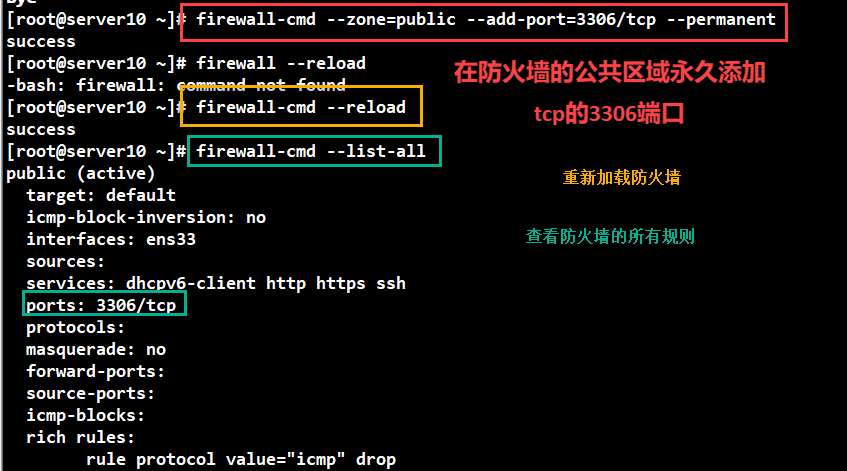 Bye
[root@server10 ~]# firewall-cmd --zone=public --add-port=3306/tcp --permanent
success
[root@server10 ~]# firewall --reload
-bash: firewall: command not found
在防火墙的公共区域永久添加
tcp的3306端口
[root@server10 ~]# firewall-cmd --reload
success
[root@server10 ~]# firewall-cmd --list-all
public (active)
重新加载防火墙
target: default
icmp-block-inversion: no
查看防火墙的所有规则
interfaces: ens33
sources:
services: dhcpv6-client http https ssh
ports: 3306/tcp
protocols:
masquerade: no
forward-ports:
source-ports:
icmp-blocks:
rich rules:
rule protocol value="icmp" drop